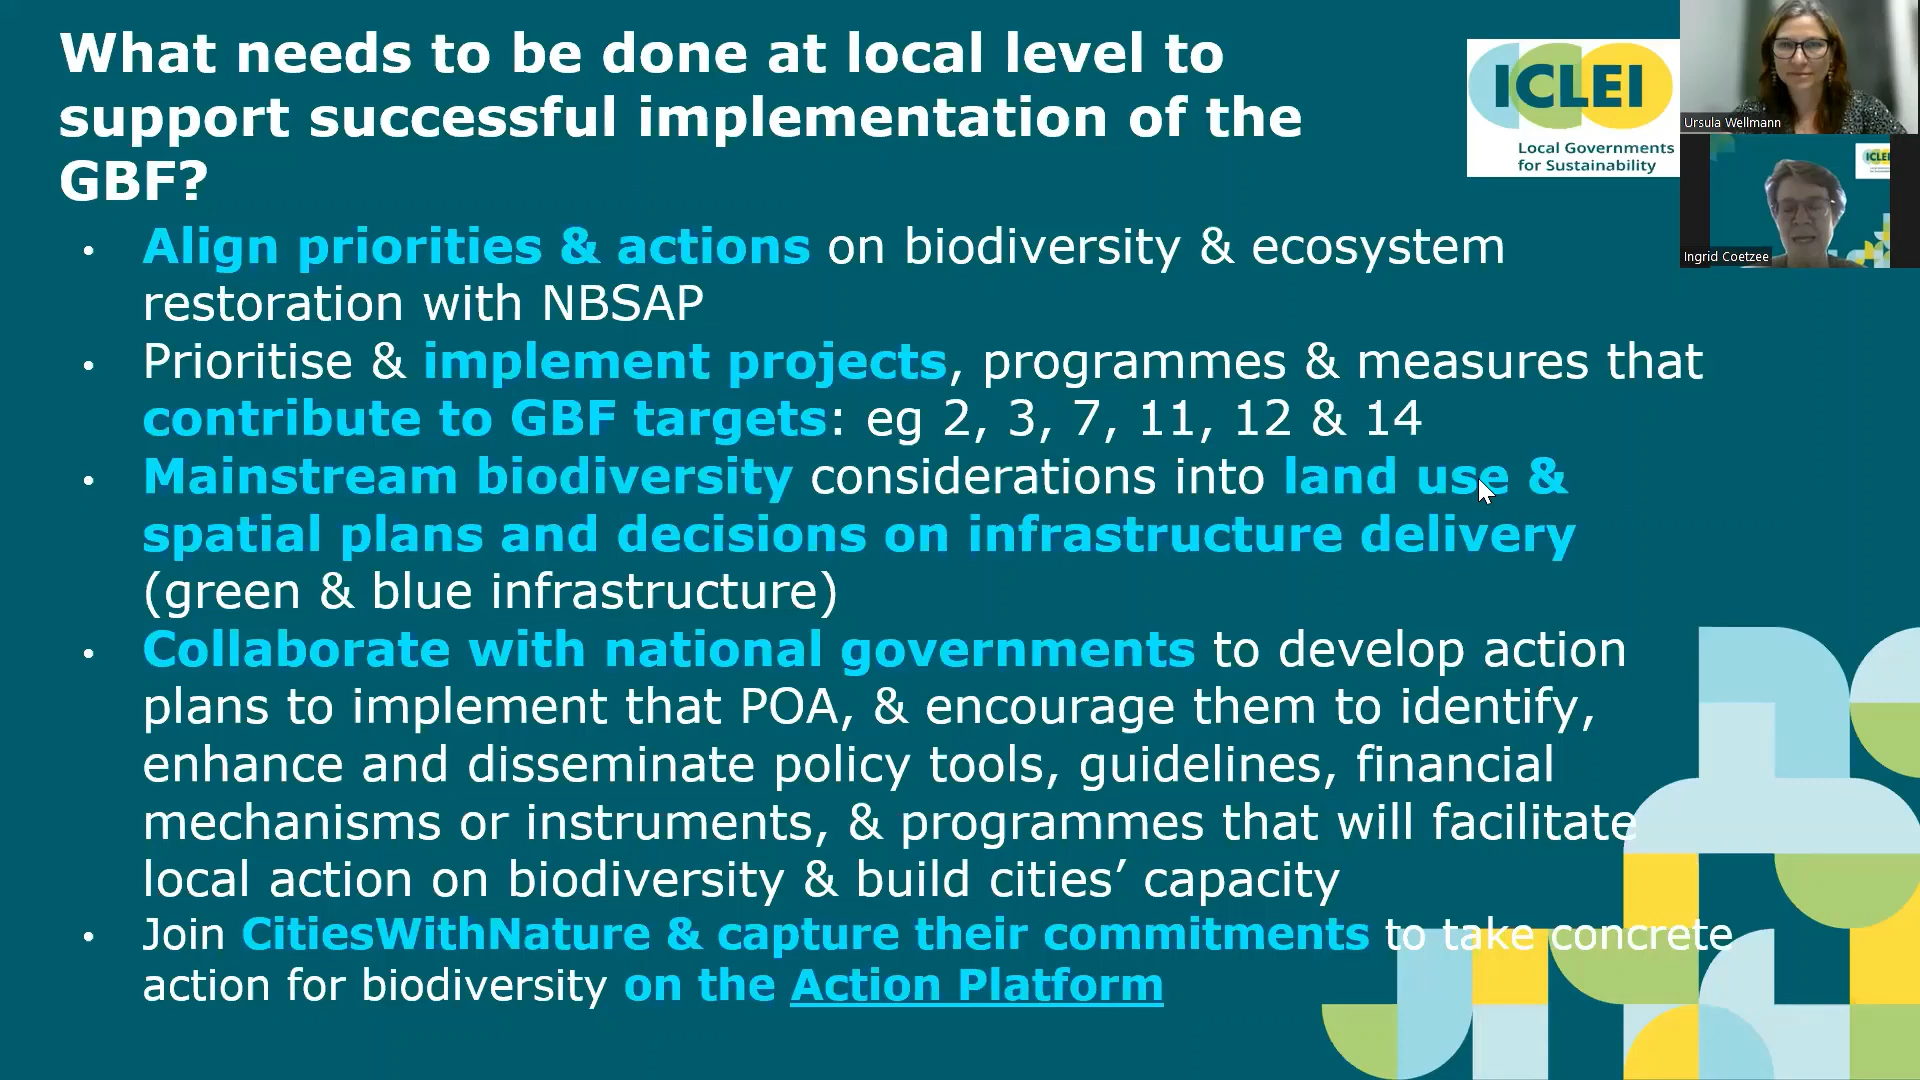 What needs to be done at local level to
support successful implementation of the
GBF?
ICLEI
Local Governments
for Sustainability
Ursula Wellmann
ICLEI
Ingrid Coetzee
• Align priorities & actions on biodiversity & ecosystem
restoration with NBSAP
• Prioritise & implement projects, programmes & measures that
contribute to GBF targets: eg 2, 3, 7, 11, 12 & 14
• Mainstream biodiversity considerations into land use &
spatial plans and decisions on infrastructure delivery
(green & blue infrastructure)
• Collaborate with national governments to develop action
plans to implement that POA, & encourage them to identify,
enhance and disseminate policy tools, guidelines, financial
mechanisms or instruments, & programmes that will facilitate
local action on biodiversity & build cities’ capacity
• Join CitiesWithNature & capture their commitments to take concrete
action for biodiversity on the Action Platform